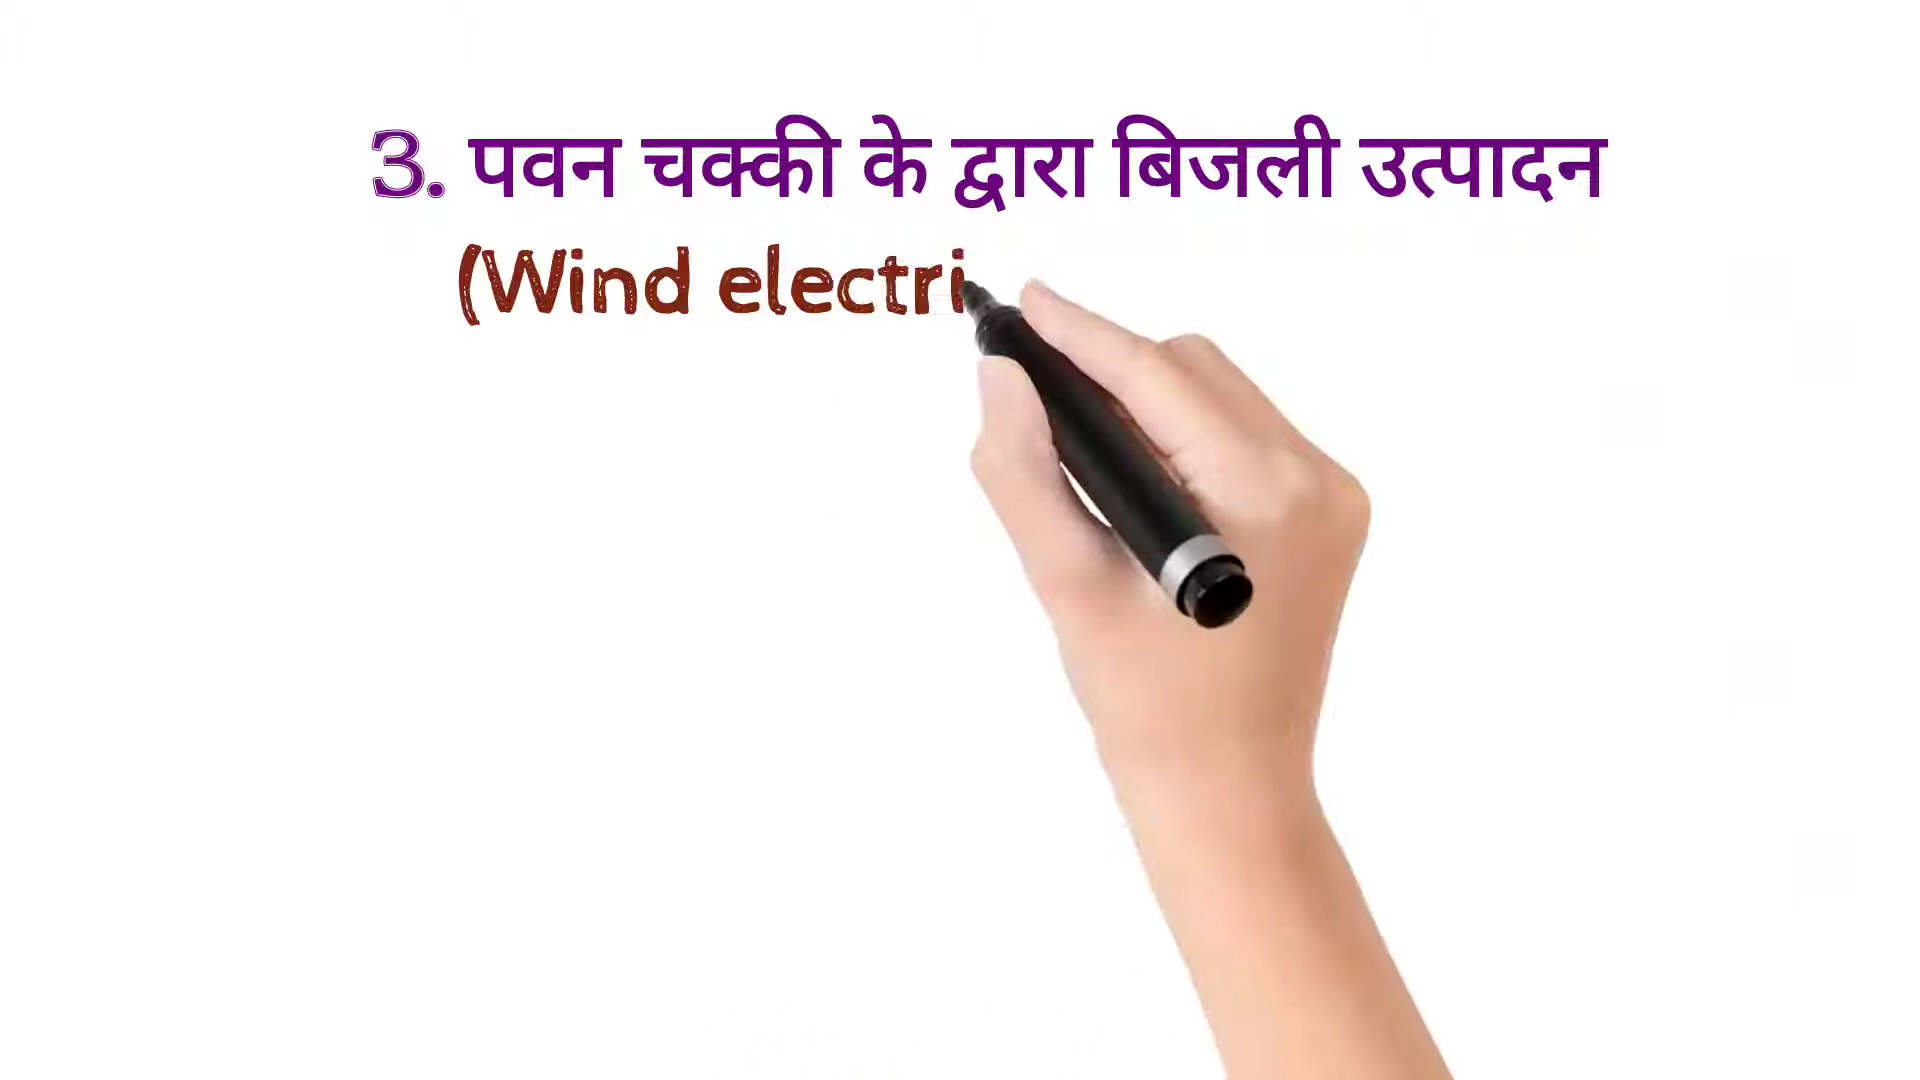 3. पवन चक्की के द्वारा बिजली उत्पादन
(Wind electri